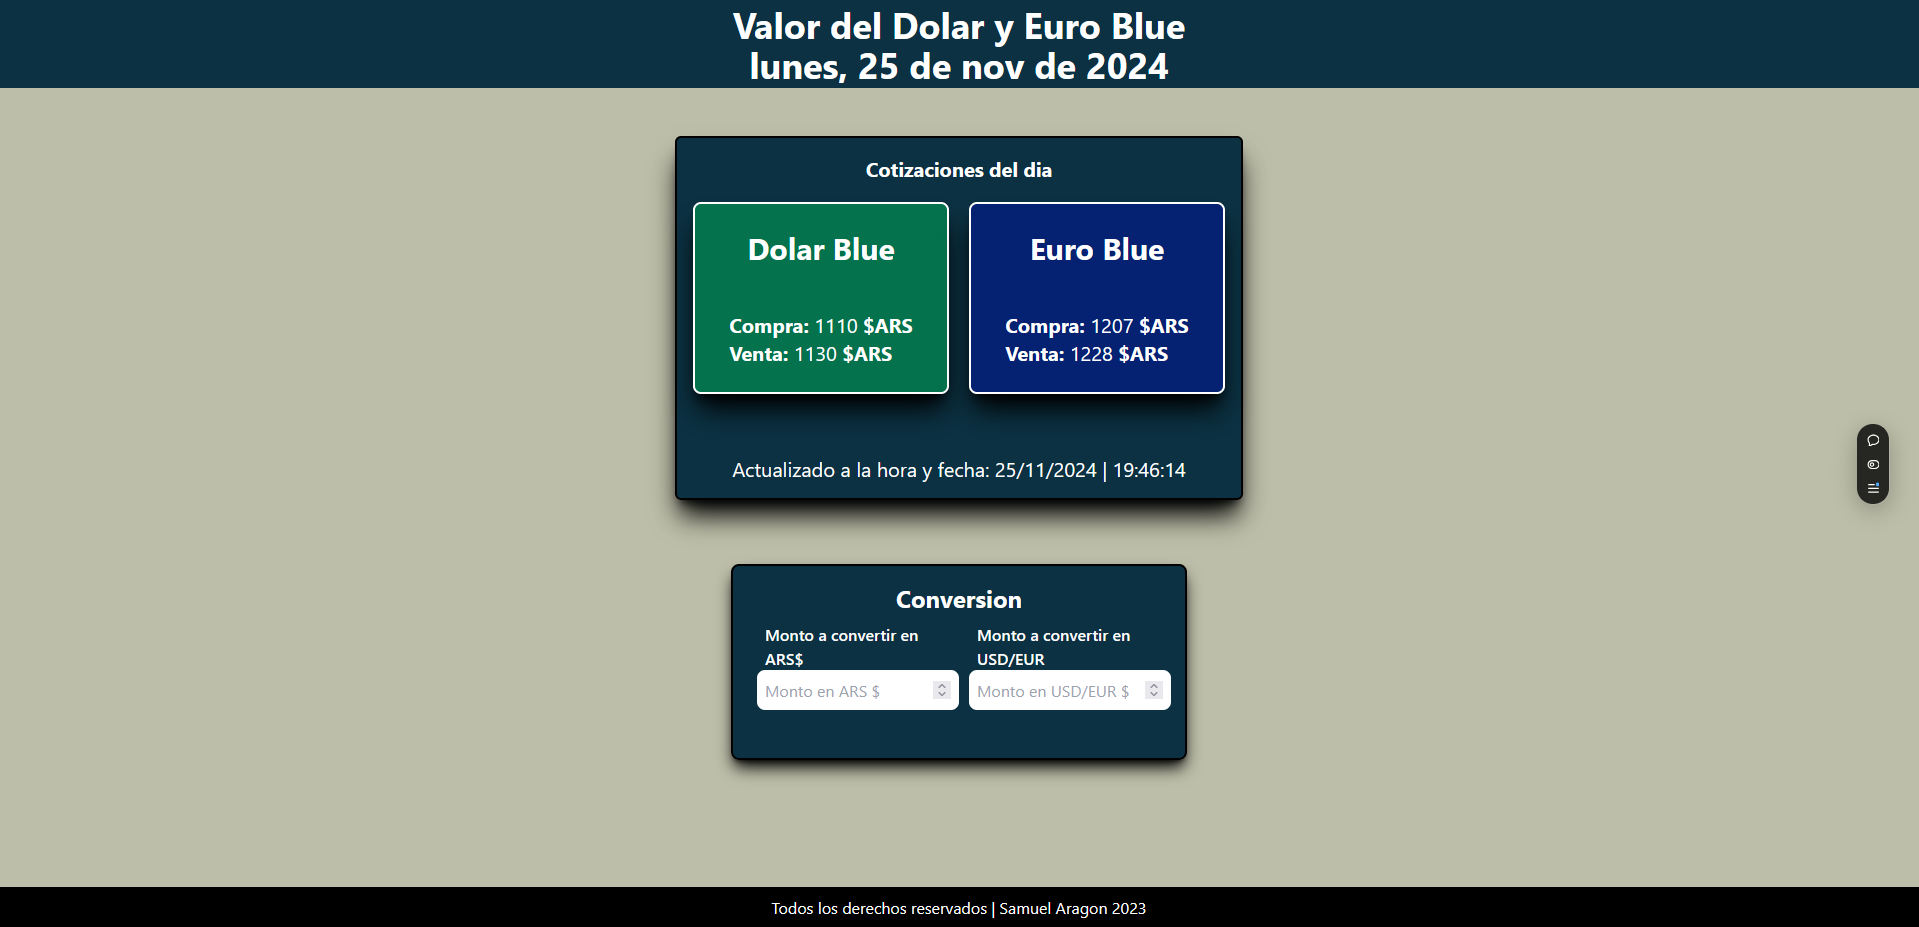 Valor del Dolar y Euro Blue
lunes, 25 de nov de 2024
Cotizaciones del dia
Dolar Blue
Compra: 1110 $ARS
Venta: 1130 $ARS
Euro Blue
Compra: 1207 $ARS
Venta: 1228 $ARS
Actualizado a la hora y fecha: 25/11/2024 | 19:46:14
Conversion
Monto a convertir en
ARS$
Monto en ARS $
Monto a convertir en
USD/EUR
Monto en USD/EUR $
Todos los derechos reservados | Samuel Aragon 2023